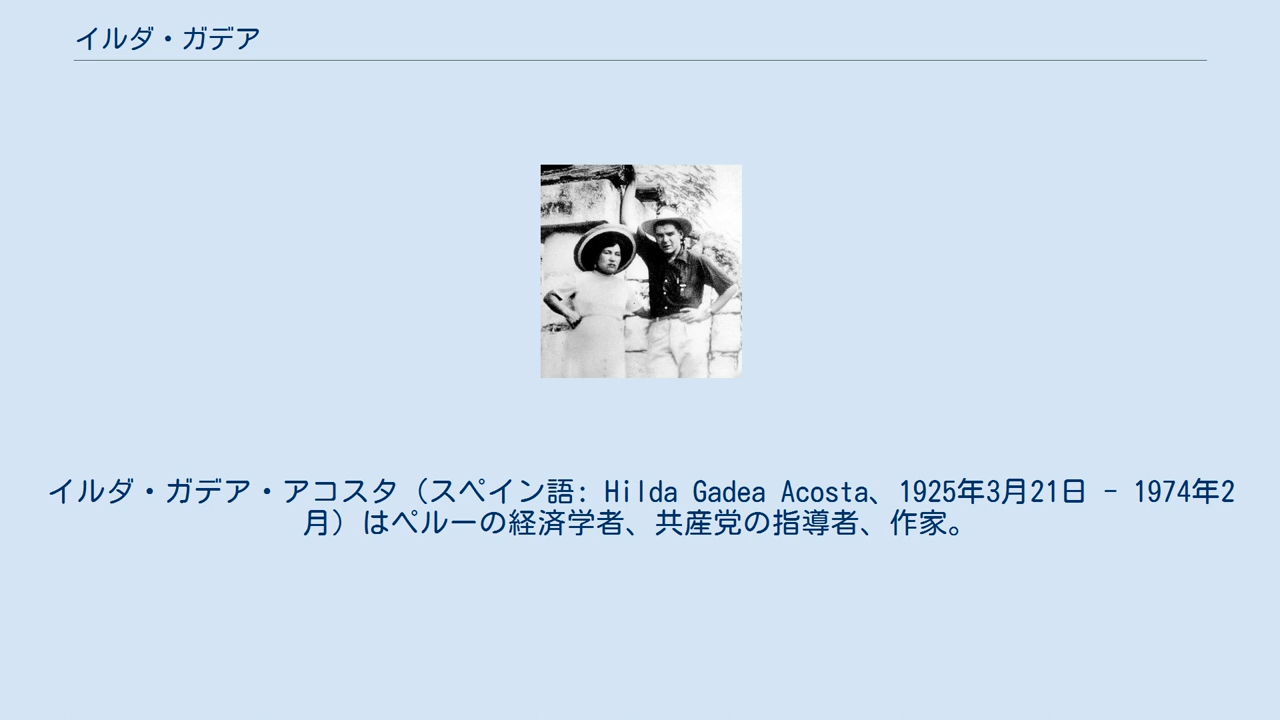 イルダ・ガデア
イルダ・ガデア・アコスタ（スペイン語: Hilda Gadea Acosta、1925年3月21日 - 1974年2
月）はペルーの経済学者、共産党の指導者、作家。